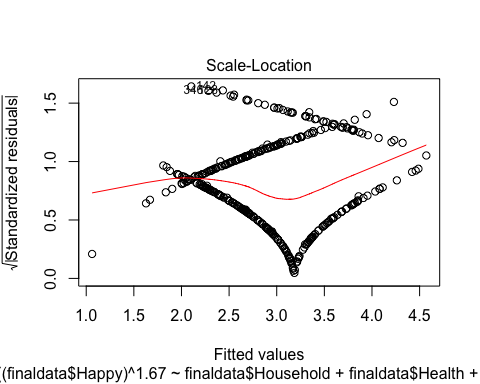 Scale-Location
142
√|Standardized residuals|
0.0 0.5 1.0 1.5
1.0 1.5 2.0 2.5 3.0 3.5 4.0 4.5
Fitted values
((finaldata$Happy)^1.67 ~ finaldata$Household + finaldata$Health +